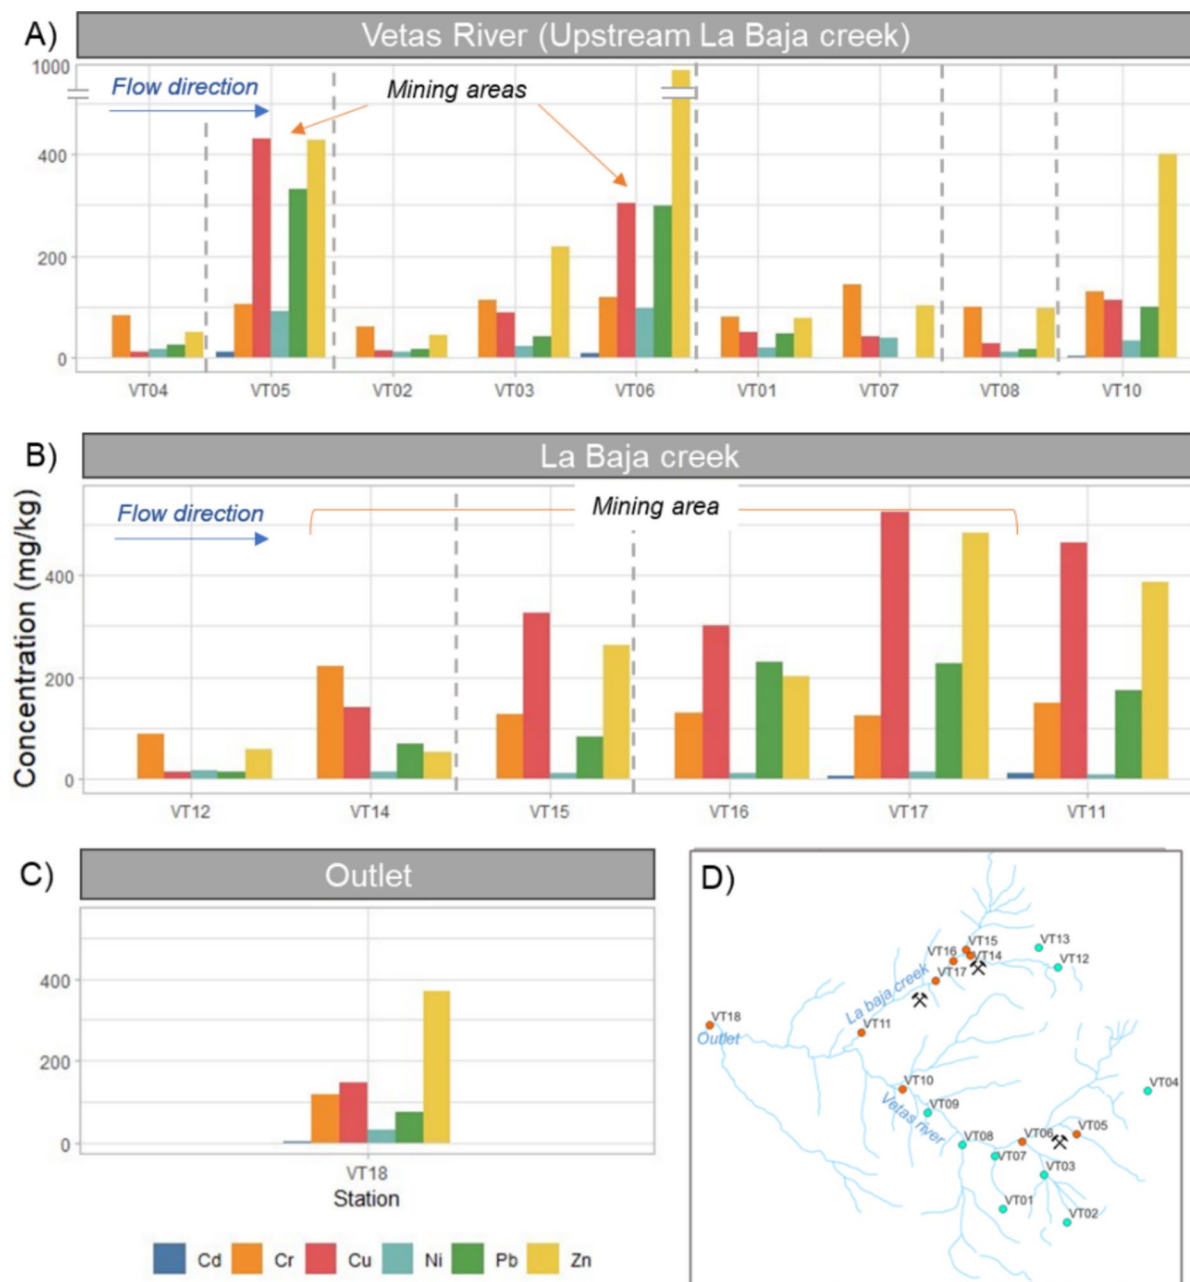 A)
Vetas River (Upstream La Baja creek)
1000
400
200
0
Flow direction
Mining areas
VT04 VT05 VT02 VT03 VT06 VT01 VT07 VT08 VT10
B)
La Baja creek
Concentration (mg/kg)
400
200
0
Flow direction
Mining area
VT12 VT14 VT15 VT16 VT17 VT11
C)
Outlet
400
200
0
VT18
Station
Cd Cr Cu Ni Pb Zn
D)
VT15
VT16
VT14
VT13
VT12
VT17
La baja creek
VT18
Outlet
VT11
VT10
VT09
Vetas river
VT08
VT07
VT06
VT05
VT04
VT03
VT01
VT02